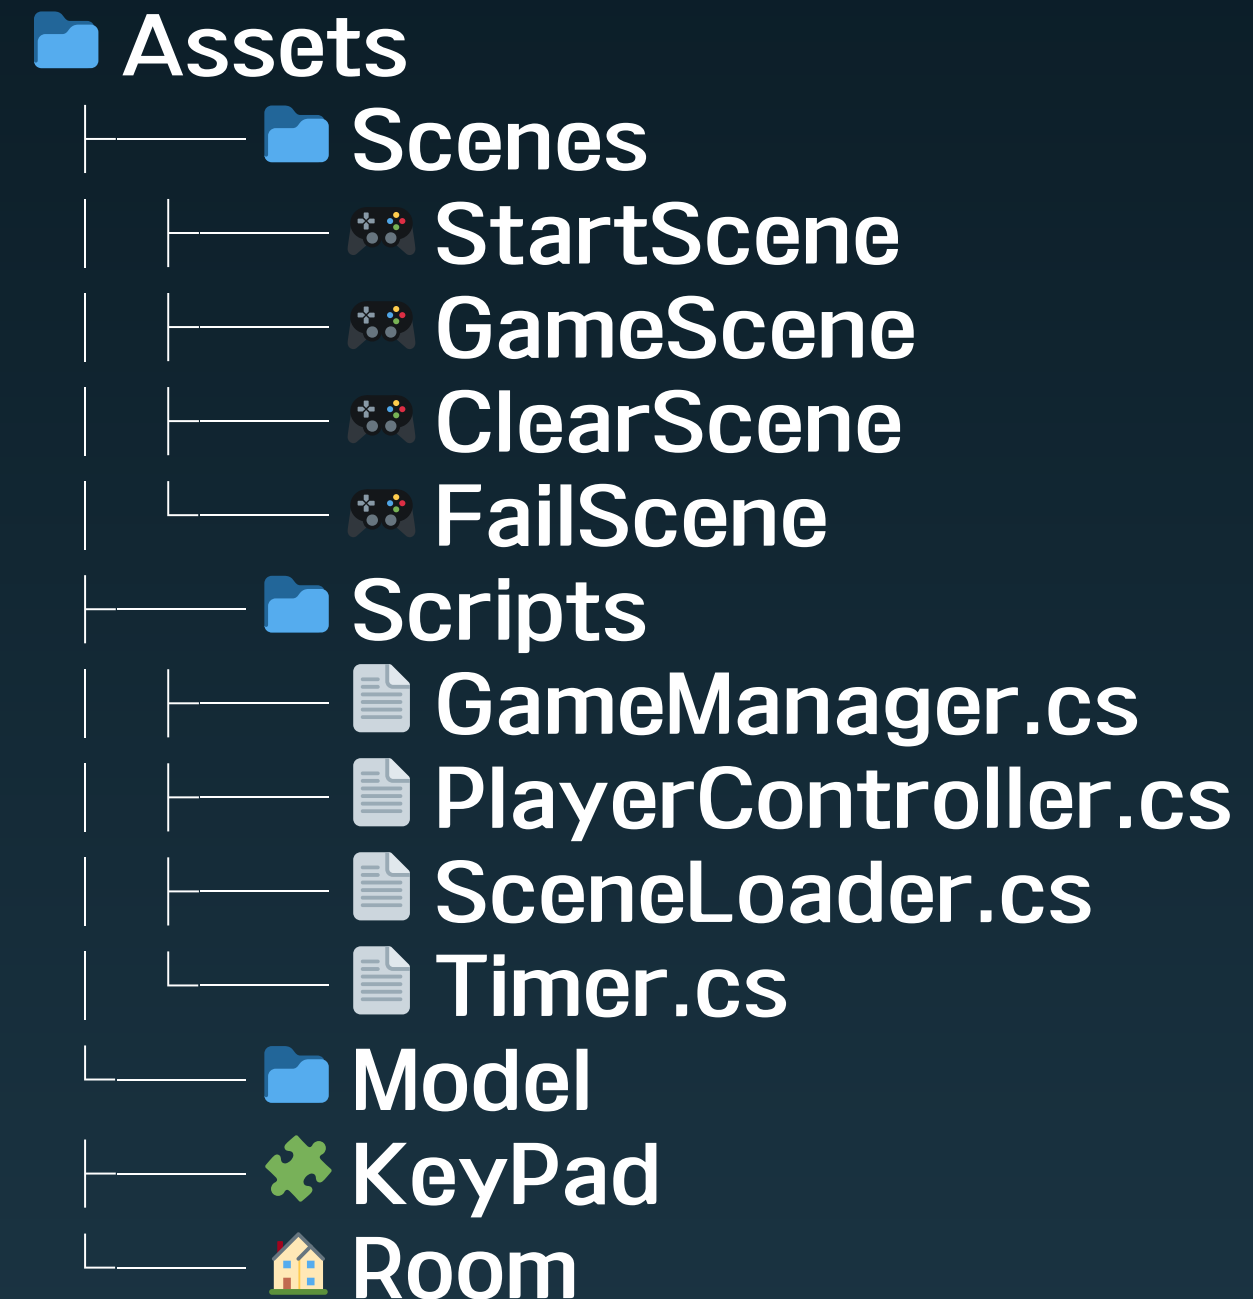 Assets
Scenes
StartScene
GameScene
ClearScene
FailScene
Scripts
GameManager.cs
PlayerController.cs
SceneLoader.cs
Timer.cs
Model
KeyPad
Room